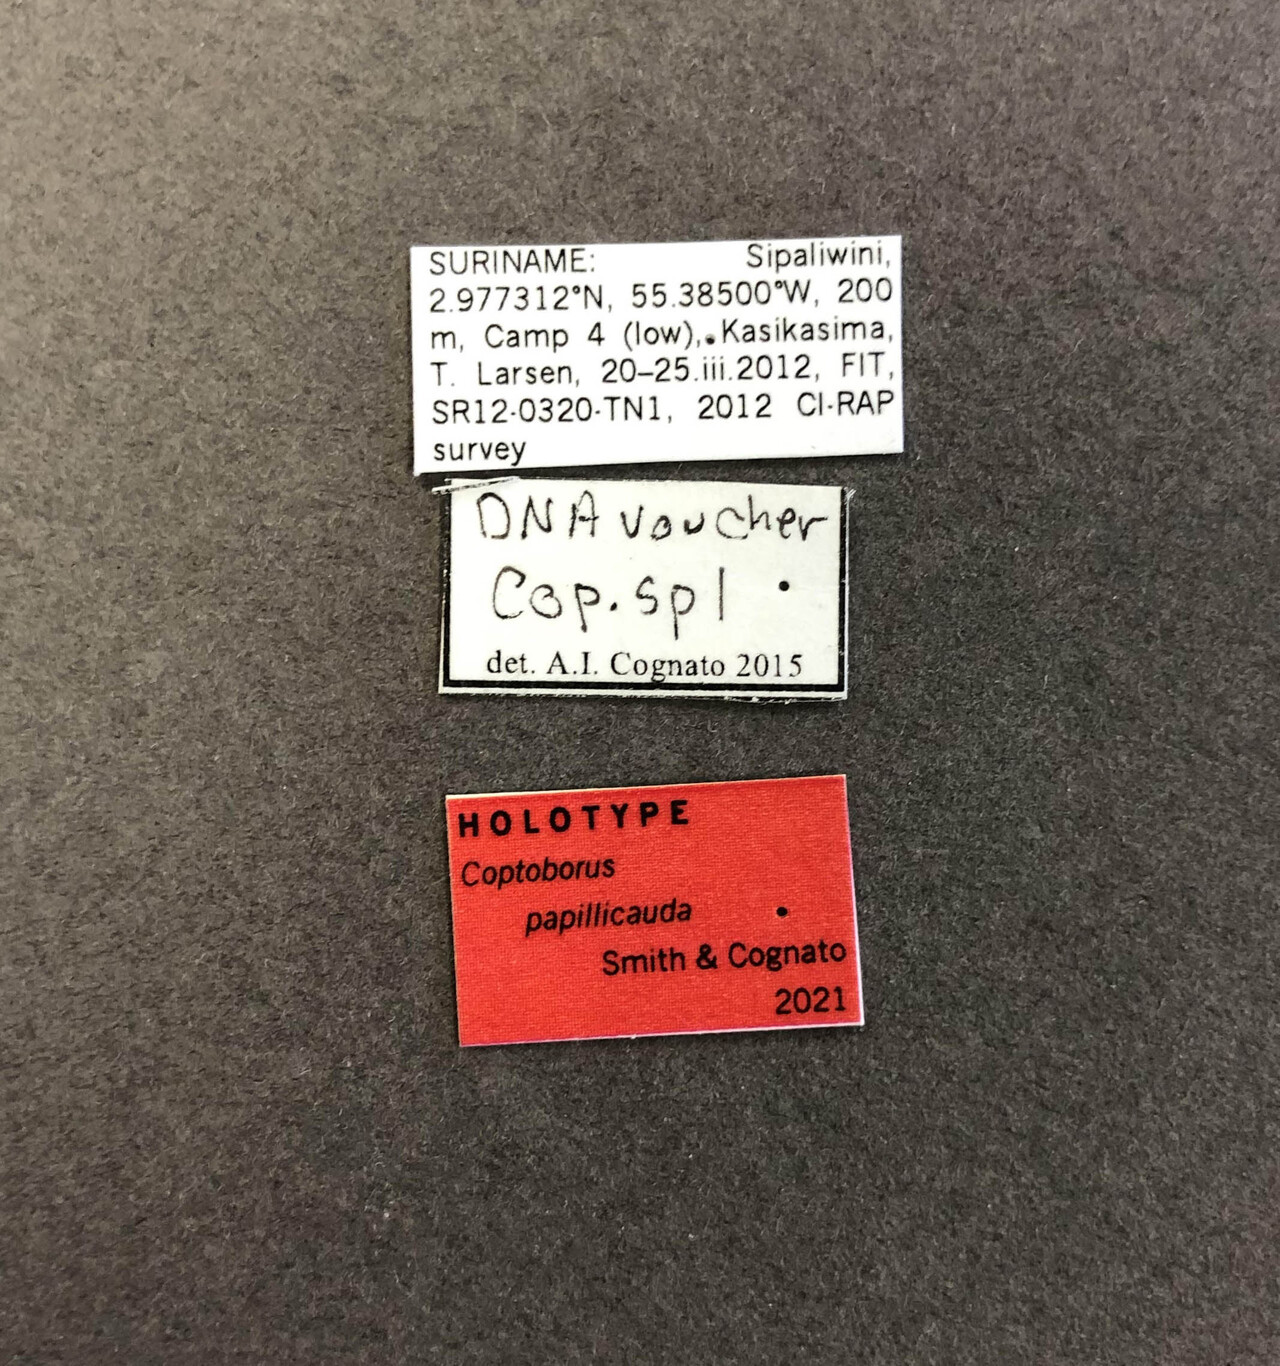 SURINAME: Sipaliwini,
2.977312°N, 55.38500°W, 200
m, Camp 4 (low), Kasikasima,
T. Larsen, 20–25.iii.2012, FIT,
SR12-0320-TN1, 2012 CI-RAP
survey
DNA voucher
Cop. sp1
det. A.I. Cognato 2015
HOLOTYPE
Coptoborus
papillicauda
Smith & Cognato
2021